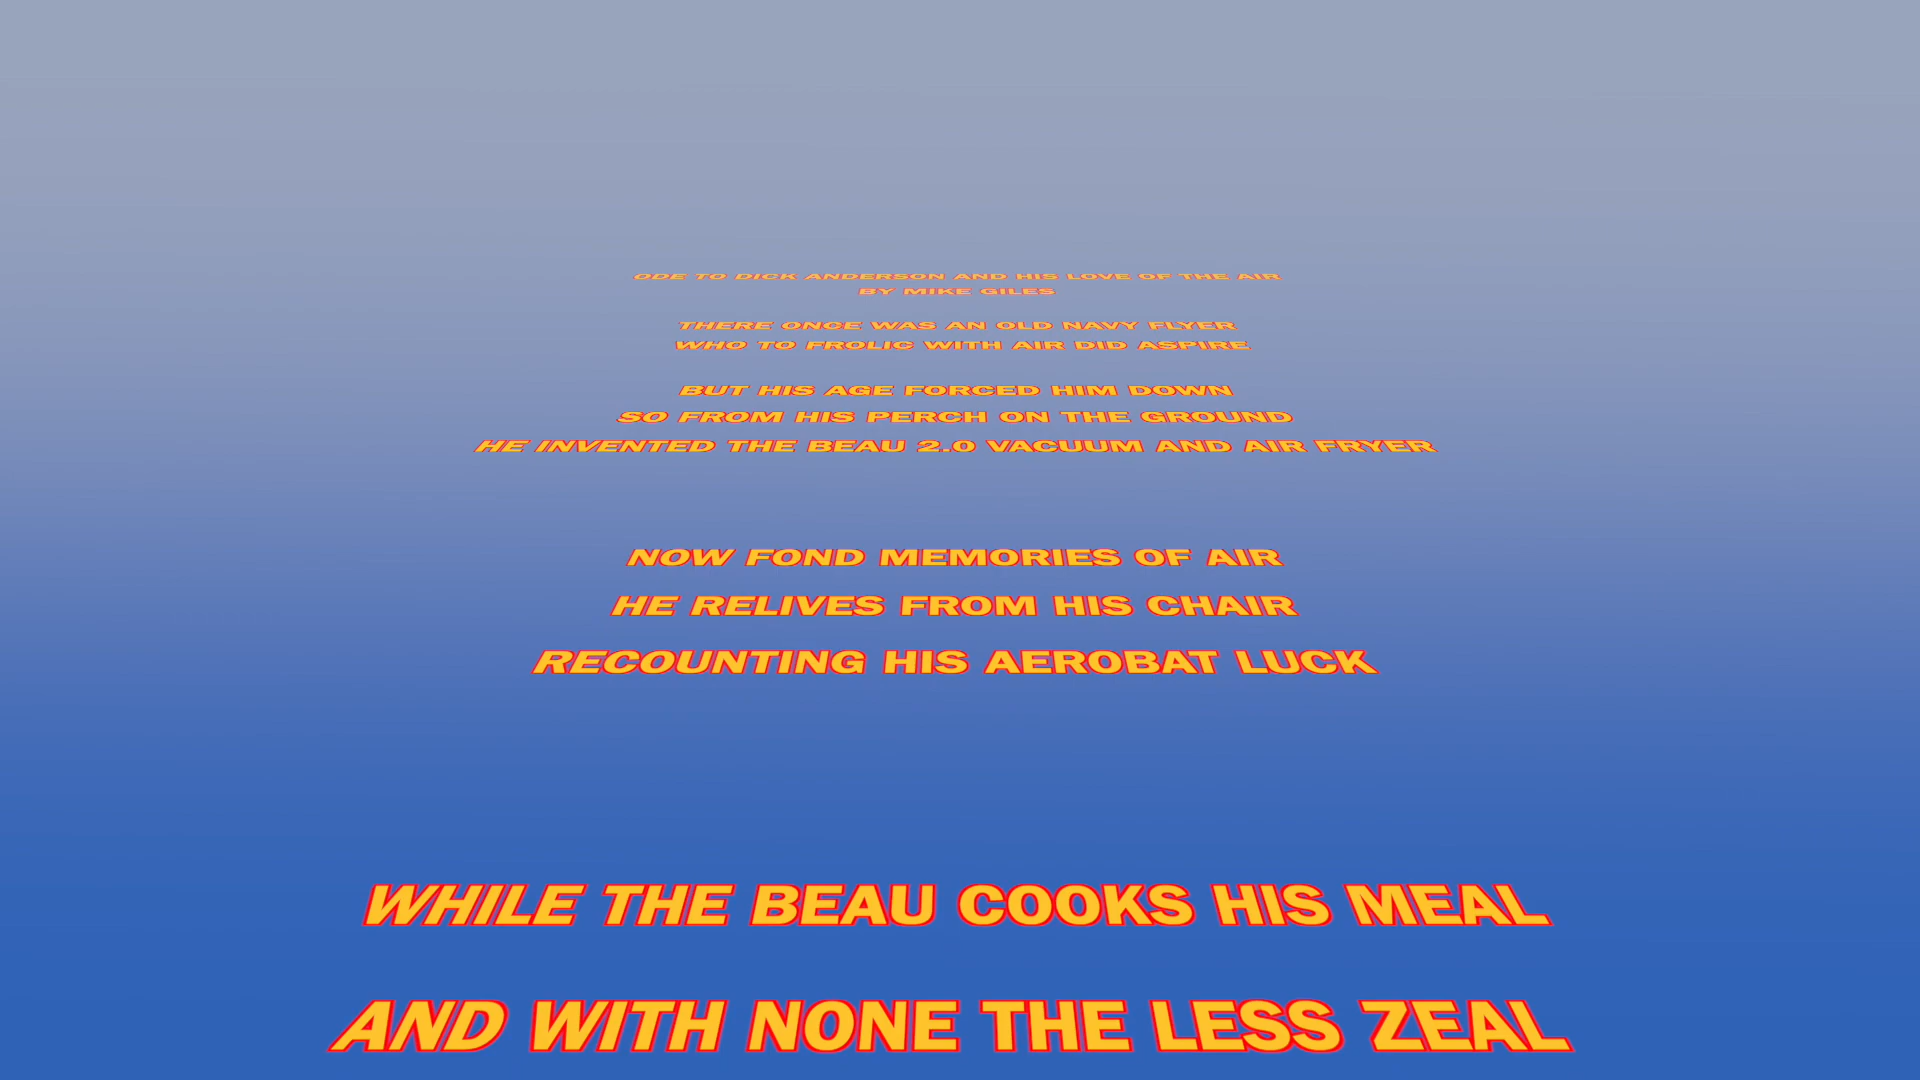 ODE TO DICK ANDERSON AND HIS LOVE OF THE AIR
BY MIKE GILES
THERE ONCE WAS AN OLD NAVY FLYER
WHO TO FROLIC WITH AIR DID ASPIRE
BUT HIS AGE FORCED HIM DOWN
SO FROM HIS PERCH ON THE GROUND
HE INVENTED THE BEAU 2.0 VACUUM AND AIR FRYER
NOW FOND MEMORIES OF AIR
HE RELIVES FROM HIS CHAIR
RECOUNTING HIS AEROBAT LUCK
WHILE THE BEAU COOKS HIS MEAL
AND WITH NONE THE LESS ZEAL